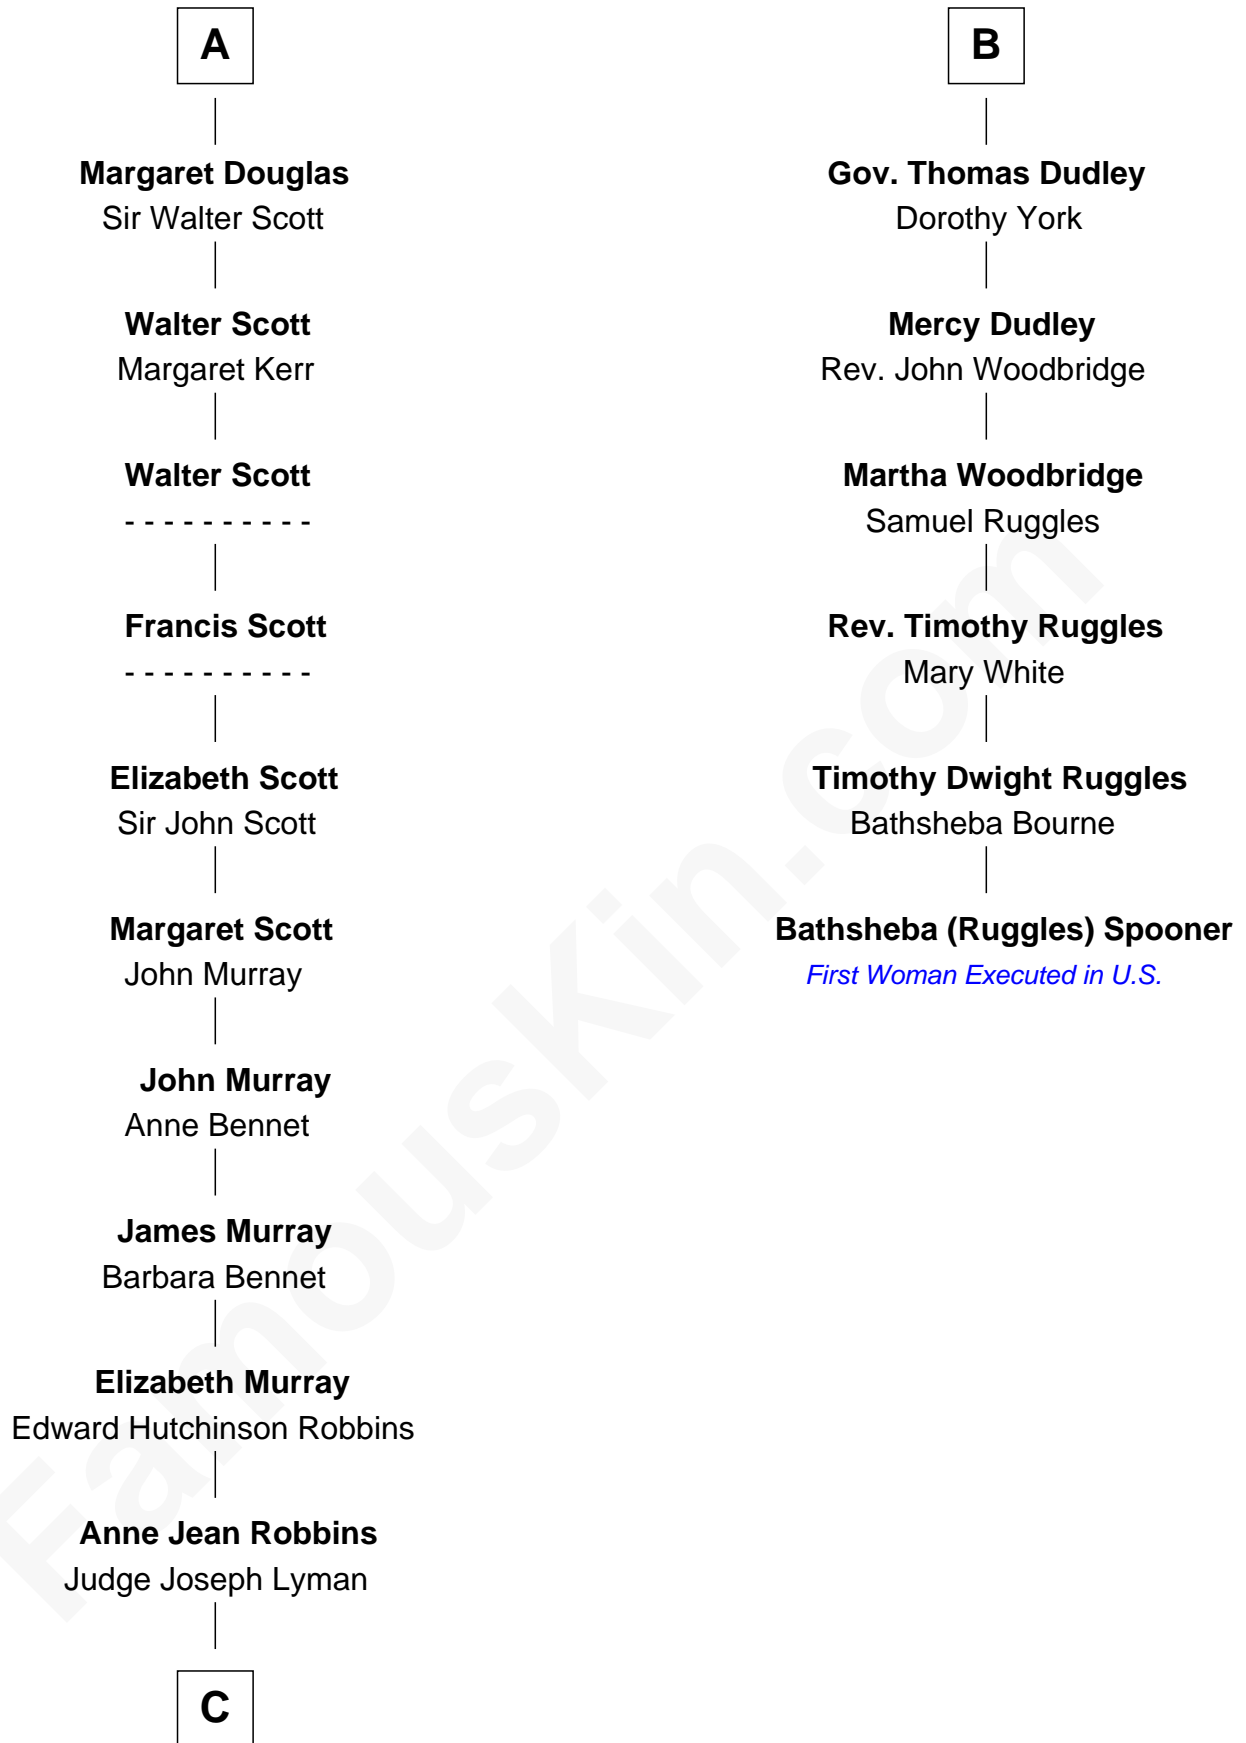 A
Margaret Douglas
Sir Walter Scott
Walter Scott
Margaret Kerr
Walter Scott
- - - - - - - - - -
Francis Scott
- - - - - - - - - -
Elizabeth Scott
Sir John Scott
Margaret Scott
John Murray
John Murray
Anne Bennet
James Murray
Barbara Bennet
Elizabeth Murray
Edward Hutchinson Robbins
Anne Jean Robbins
Judge Joseph Lyman
C
B
Gov. Thomas Dudley
Dorothy York
Mercy Dudley
Rev. John Woodbridge
Martha Woodbridge
Samuel Ruggles
Rev. Timothy Ruggles
Mary White
Timothy Dwight Ruggles
Bathsheba Bourne
Bathsheba (Ruggles) Spooner
First Woman Executed in U.S.
FamousKin.com